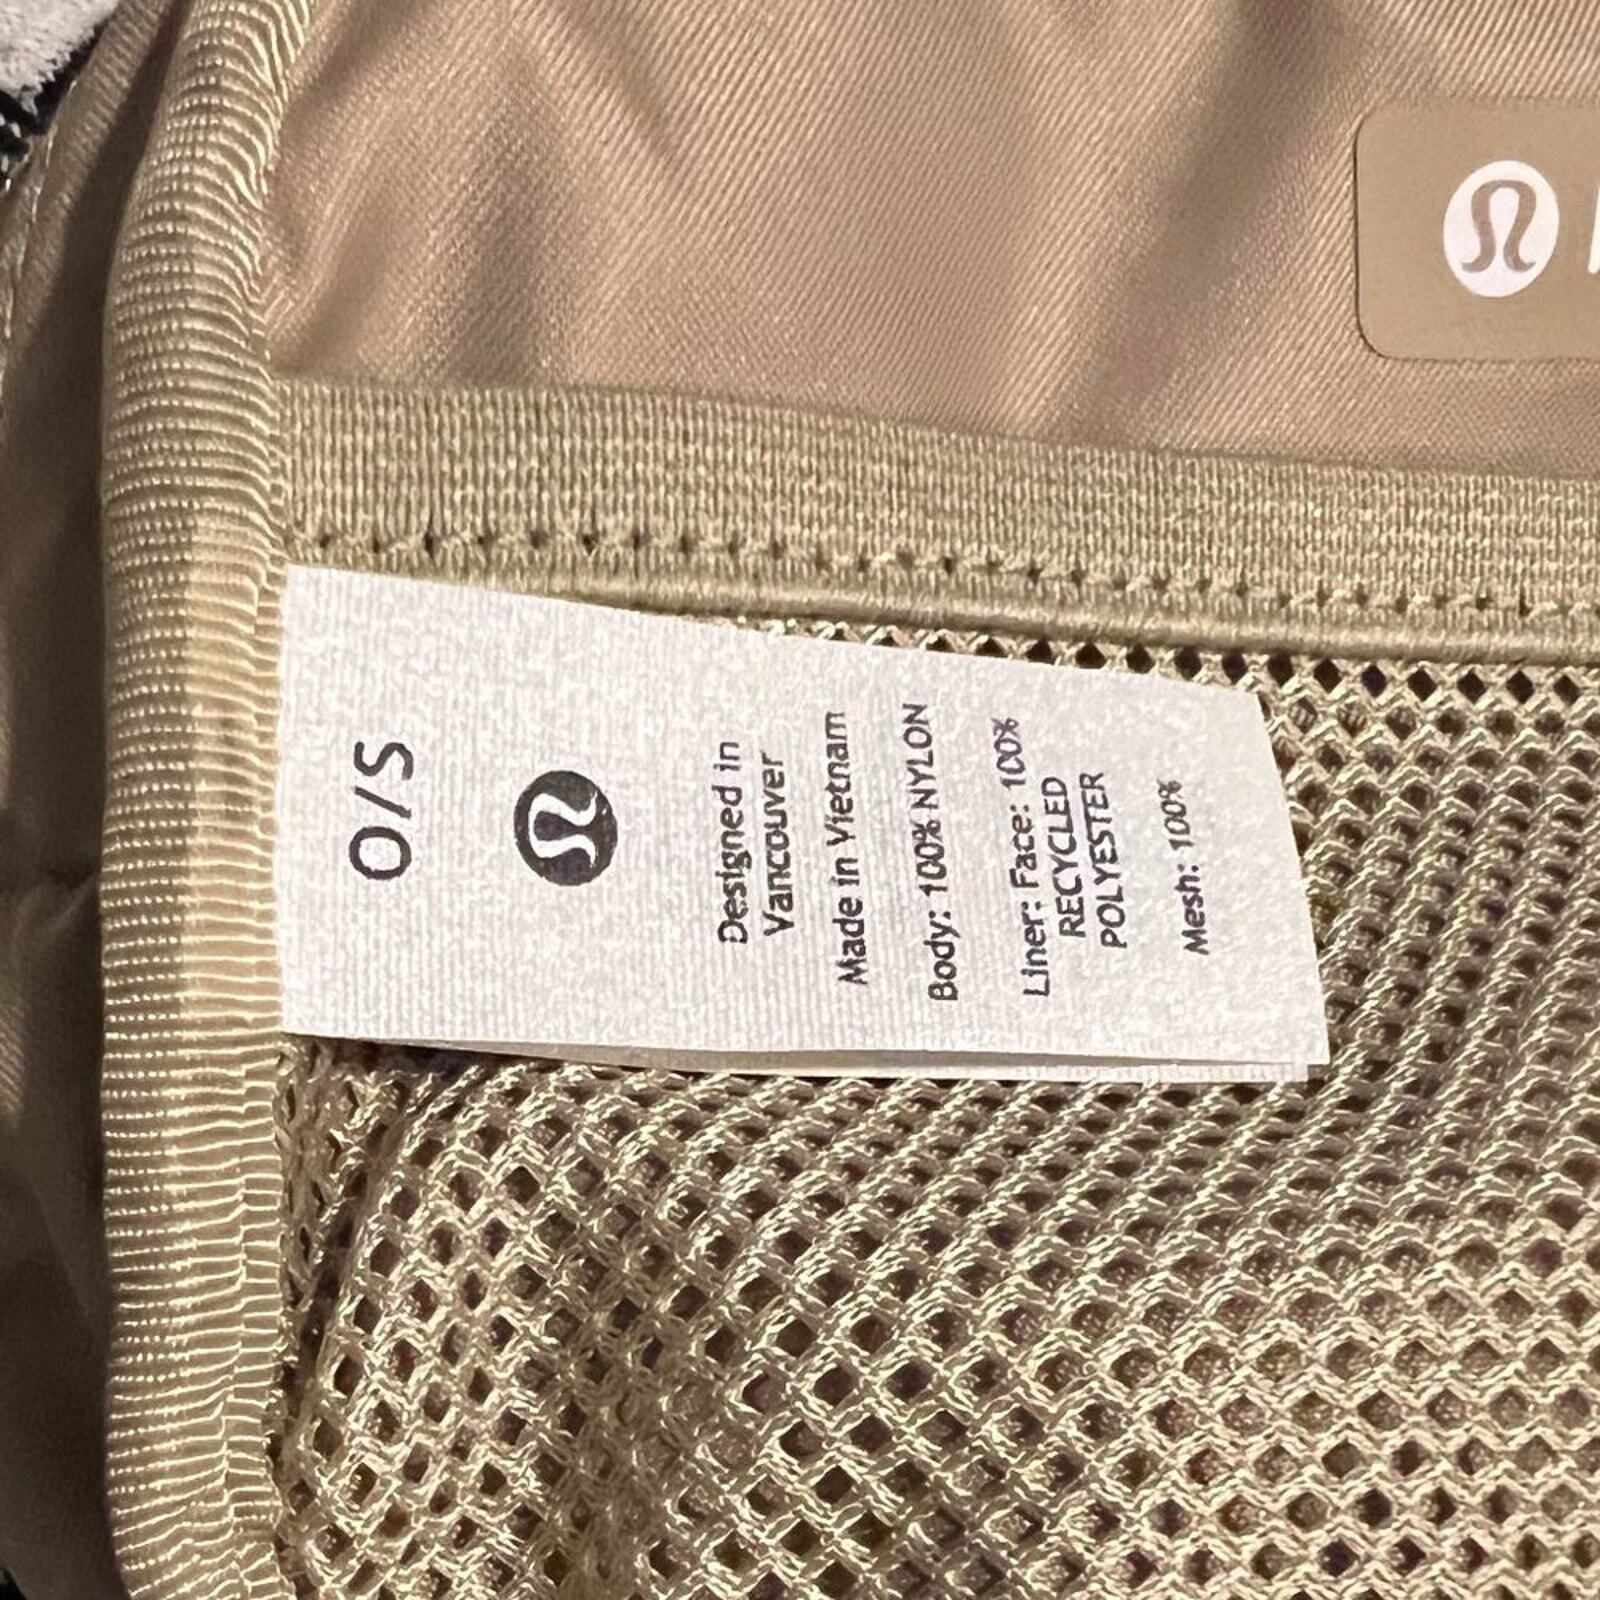 O/S
Designed in
Vancouver
Made in Vietnam
Body: 100% NYLON
Liner: Face: 100%
RECYCLED
POLYESTER
Mesh: 100%